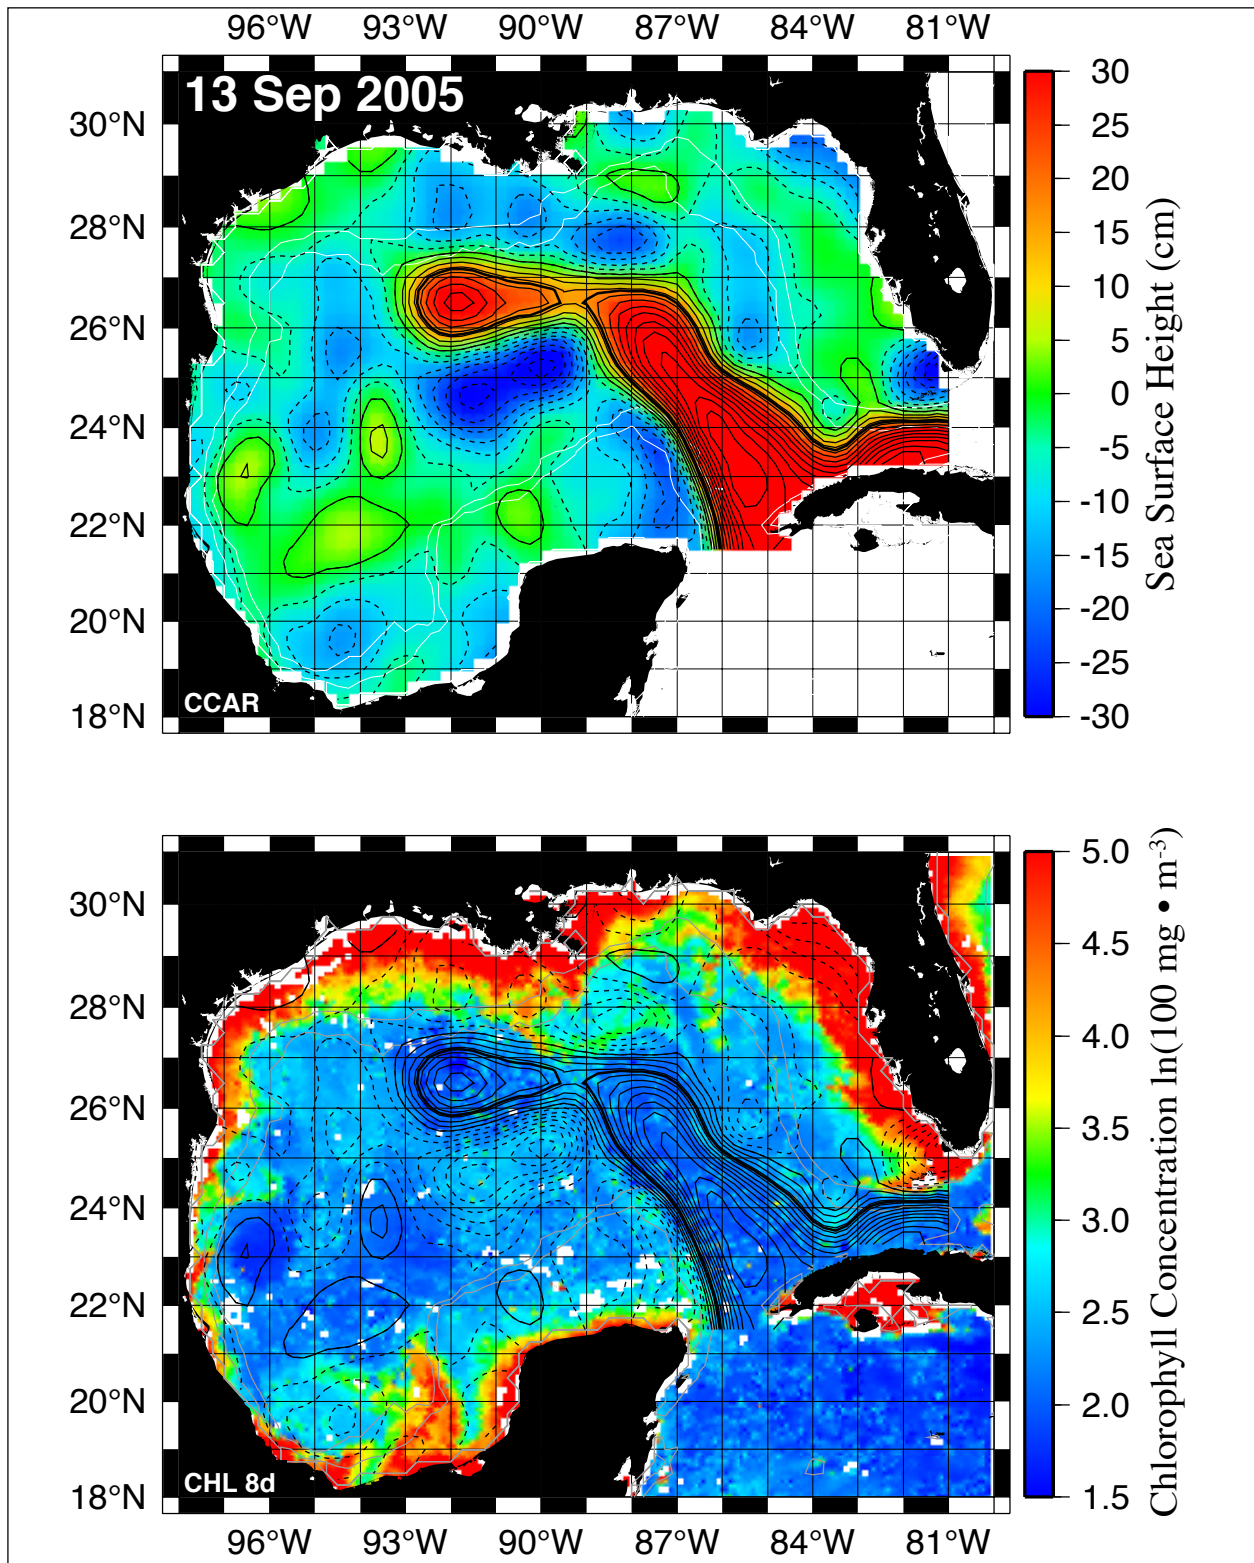 96°W 93°W 90°W 87°W 84°W 81°W
13 Sep 2005
30°N
28°N
26°N
24°N
22°N
20°N
18°N
CCAR
30
25
20
15
10
5
0
-5
-10
-15
-20
-25
-30
Sea Surface Height (cm)
30°N
28°N
26°N
24°N
22°N
20°N
18°N
CHL 8d
96°W 93°W 90°W 87°W 84°W 81°W
5.0
4.5
4.0
3.5
3.0
2.5
2.0
1.5
Chlorophyll Concentration ln(100 mg • m⁻³)